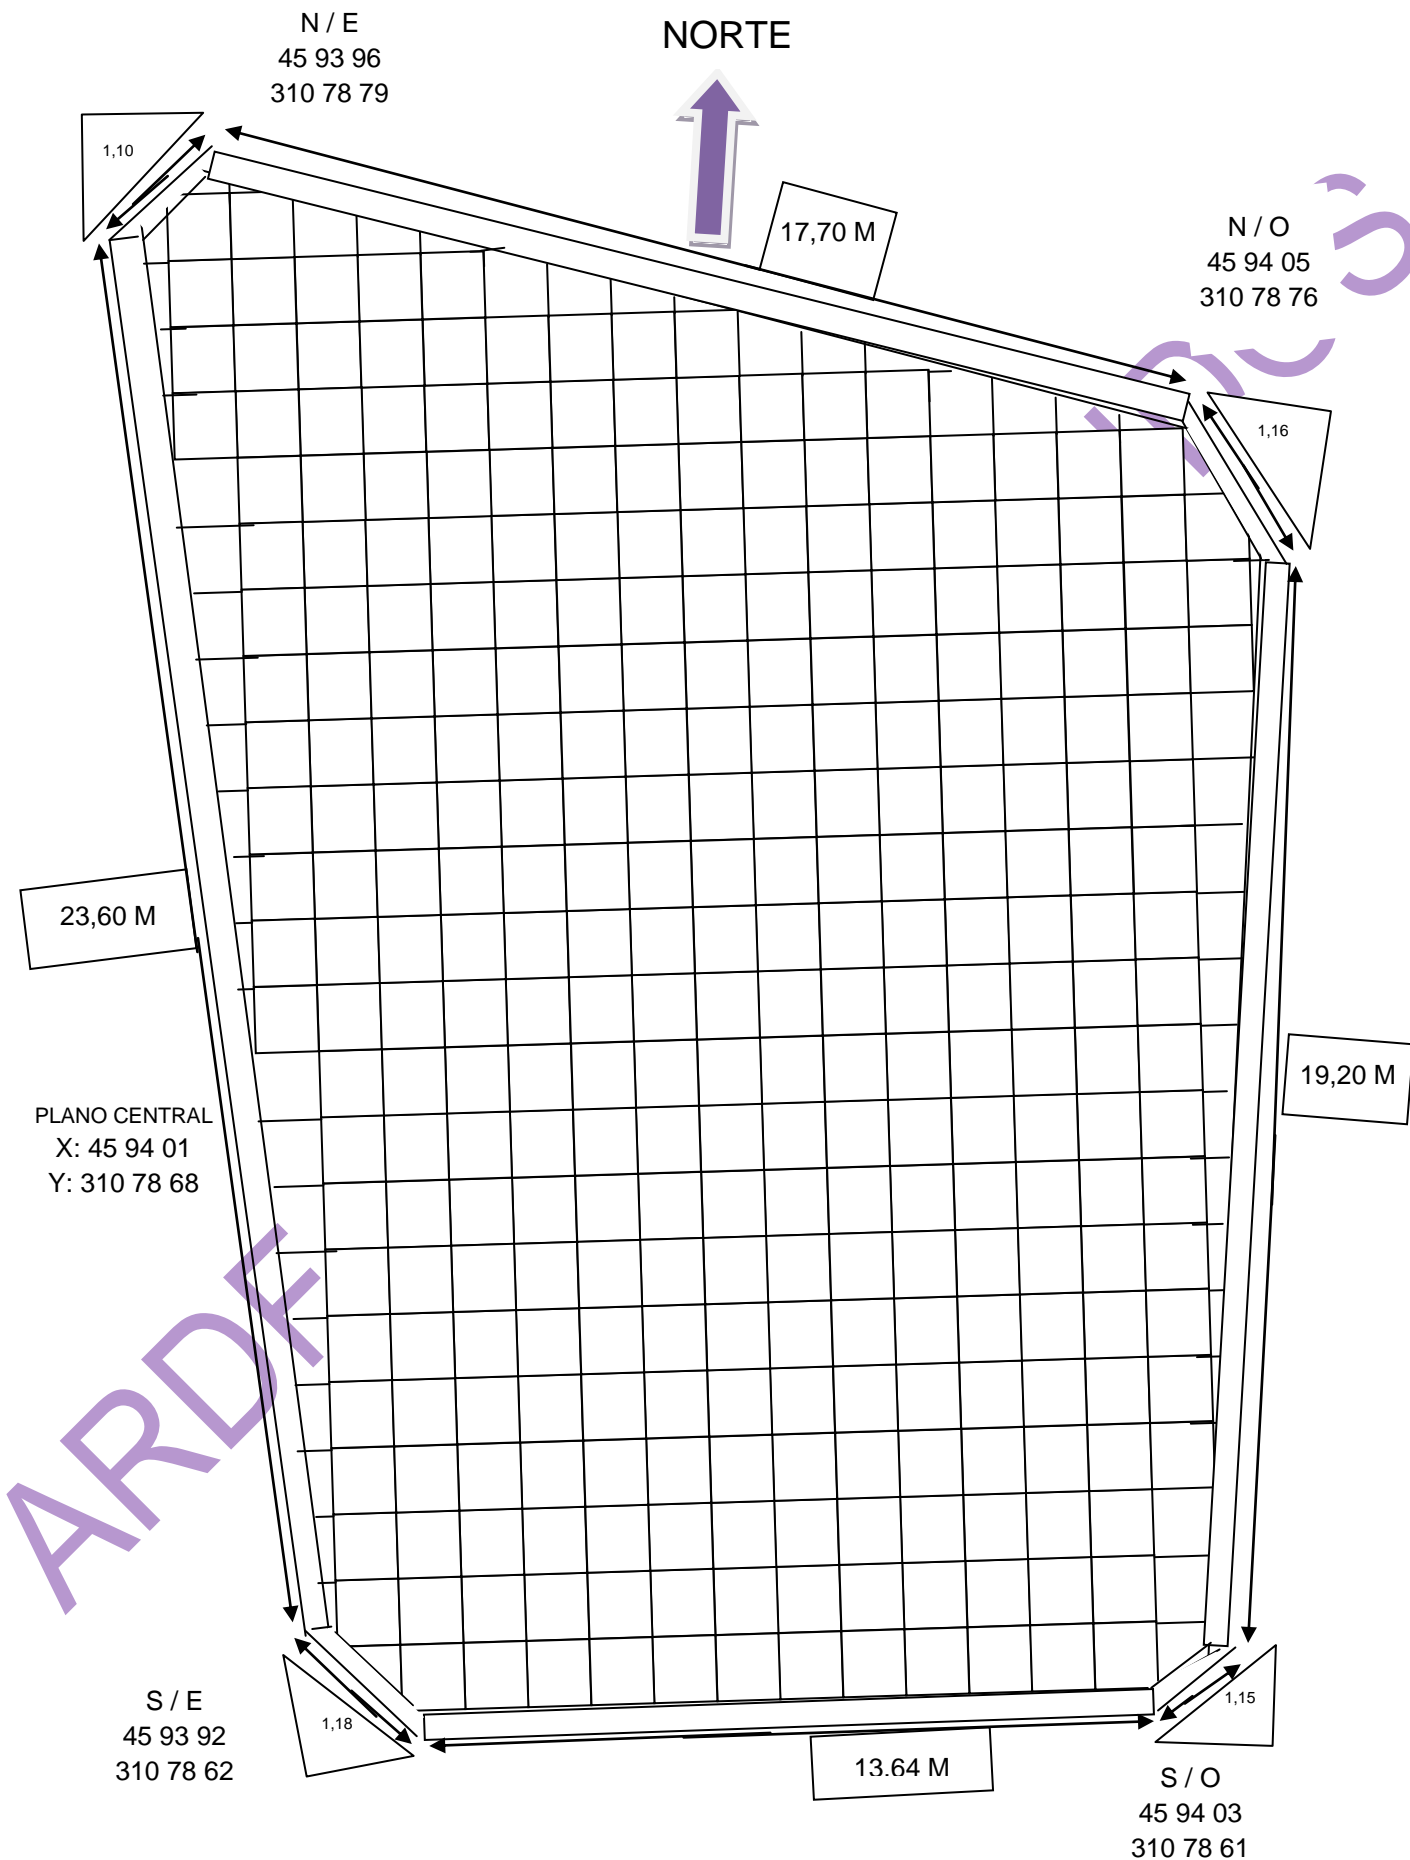 N / E
45 93 96
310 78 79
NORTE
1,10
17,70 M
N / O
45 94 05
310 78 76
1,16
23,60 M
19,20 M
PLANO CENTRAL
X: 45 94 01
Y: 310 78 68
ARDF
S / E
45 93 92
310 78 62
1,18
1,15
13.64 M
S / O
45 94 03
310 78 61